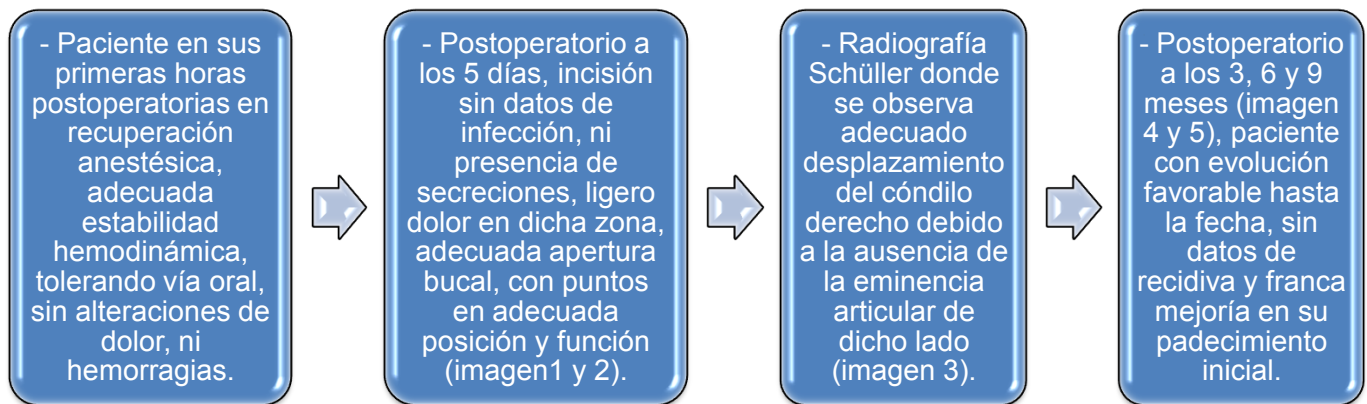 - Paciente en sus
primeras horas
postoperatorias en
recuperación
anestésica,
adecuada
estabilidad
hemodinámica,
tolerando vía oral,
sin alteraciones de
dolor, ni
hemorragias.
- Postoperatorio a
los 5 días, incisión
sin datos de
infección, ni
presencia de
secreciones, ligero
dolor en dicha zona,
adecuada apertura
bucal, con puntos
en adecuada
posición y función
(imagen1 y 2).
- Radiografía
Schüller donde
se observa
adecuado
desplazamiento
del cóndilo
derecho debido
a la ausencia de
la eminencia
articular de
dicho lado
(imagen 3).
- Postoperatorio
a los 3, 6 y 9
meses (imagen
4 y 5), paciente
con evolución
favorable hasta
la fecha, sin
datos de
recidiva y franca
mejoría en su
padecimiento
inicial.